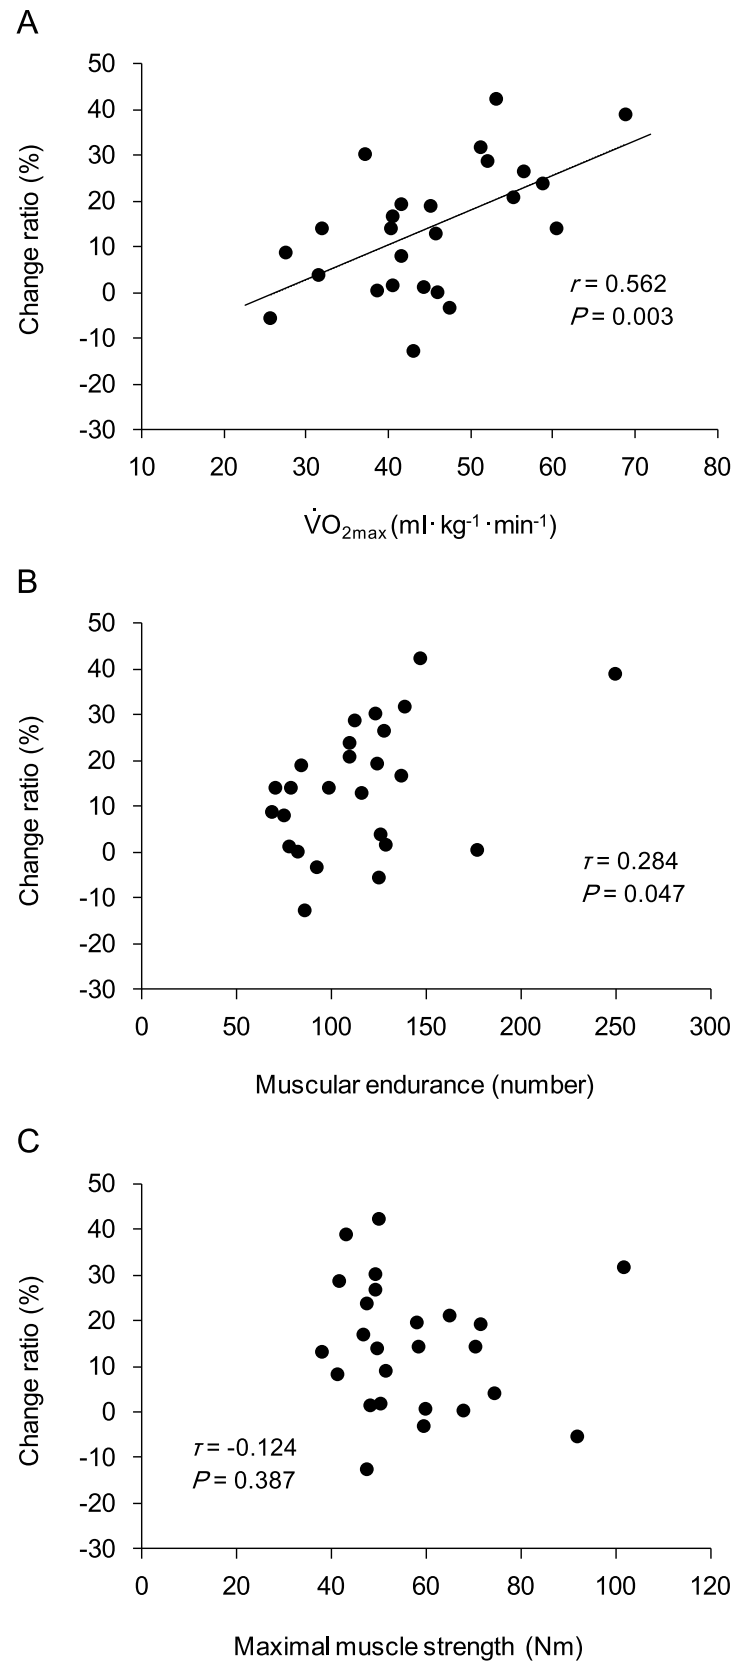 A
50
40
30
20
10
0
-10
-20
-30
Change ratio (%)
r = 0.562
P = 0.003
10 20 30 40 50 60 70 80
V̇O₂max (ml·kg⁻¹·min⁻¹)
B
50
40
30
20
10
0
-10
-20
-30
Change ratio (%)
τ = 0.284
P = 0.047
0 50 100 150 200 250 300
Muscular endurance (number)
C
50
40
30
20
10
0
-10
-20
-30
Change ratio (%)
τ = -0.124
P = 0.387
0 20 40 60 80 100 120
Maximal muscle strength (Nm)